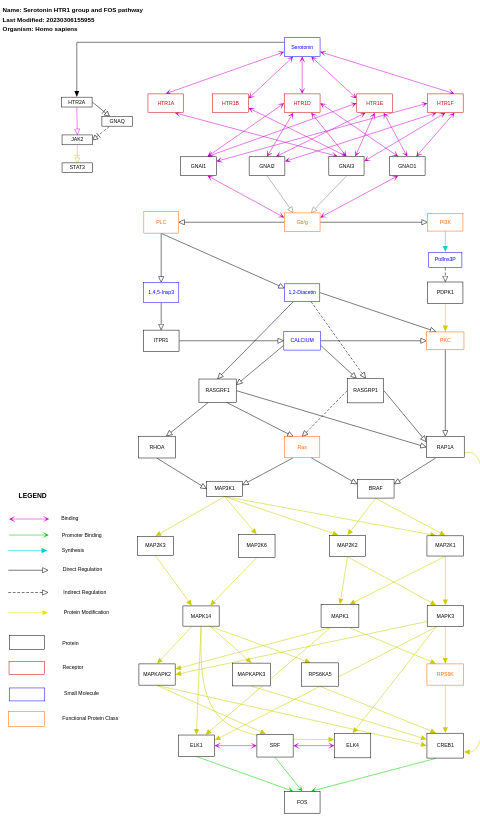 Name: Serotonin HTR1 group and FOS pathway
Last Modified: 20230306155955
Organism: Homo sapiens
Serotonin
HTR2A
GNAQ
JAK2
STAT3
HTR1A
HTR1B
HTR1D
HTR1E
HTR1F
GNAI1
GNAI2
GNAI3
GNAO1
PLC
Gb/g
PI3K
PtdIns3P
1,4,5-Insp3
1,2-Diacetin
PDPK1
ITPR1
CALCIUM
PKC
RASGRF1
RASGRP1
RHOA
Ras
RAP1A
MAP3K1
BRAF
LEGEND
Binding
Promoter Binding
Synthesis
Direct Regulation
Indirect Regulation
Protein Modification
Protein
Receptor
Small Molecule
Functional Protein Class
MAP2K3
MAP2K6
MAP2K2
MAP2K1
MAPK14
MAPK1
MAPK3
MAPKAPK2
MAPKAPK3
RPS6KA5
RPS6K
ELK1
SRF
ELK4
CREB1
FOS